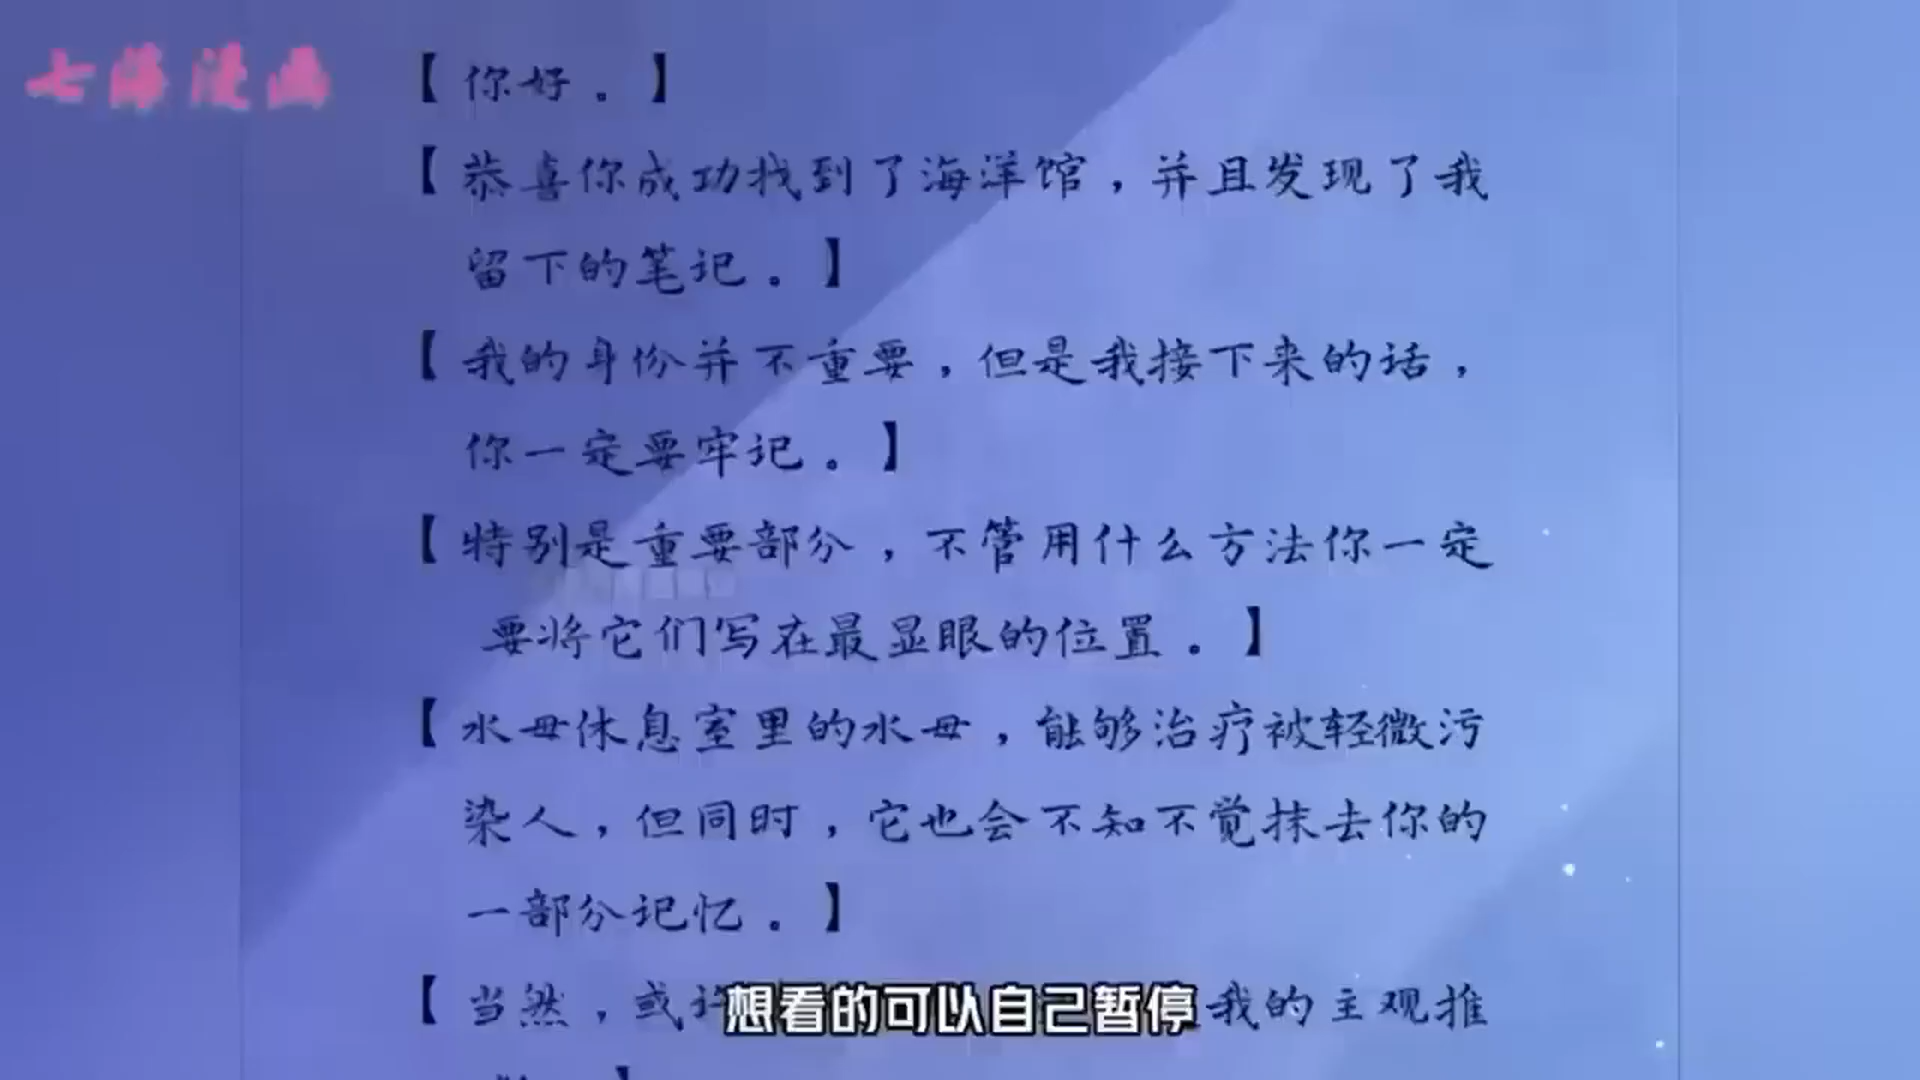 七海漫画
【你好。】
【恭喜你成功找到了海洋馆，并且发现了我
留下的笔记。】
【我的身份并不重要，但是我接下来的话，
你一定要牢记。】
【特别是重要部分，不管用什么方法你一定
要将它们写在最显眼的位置。】
【水母休息室里的水母，能够治疗被轻微污
染人，但同时，它也会不知不觉抹去你的
一部分记忆。】
【当然，或许
我的主观推
想看的可以自己暂停
】